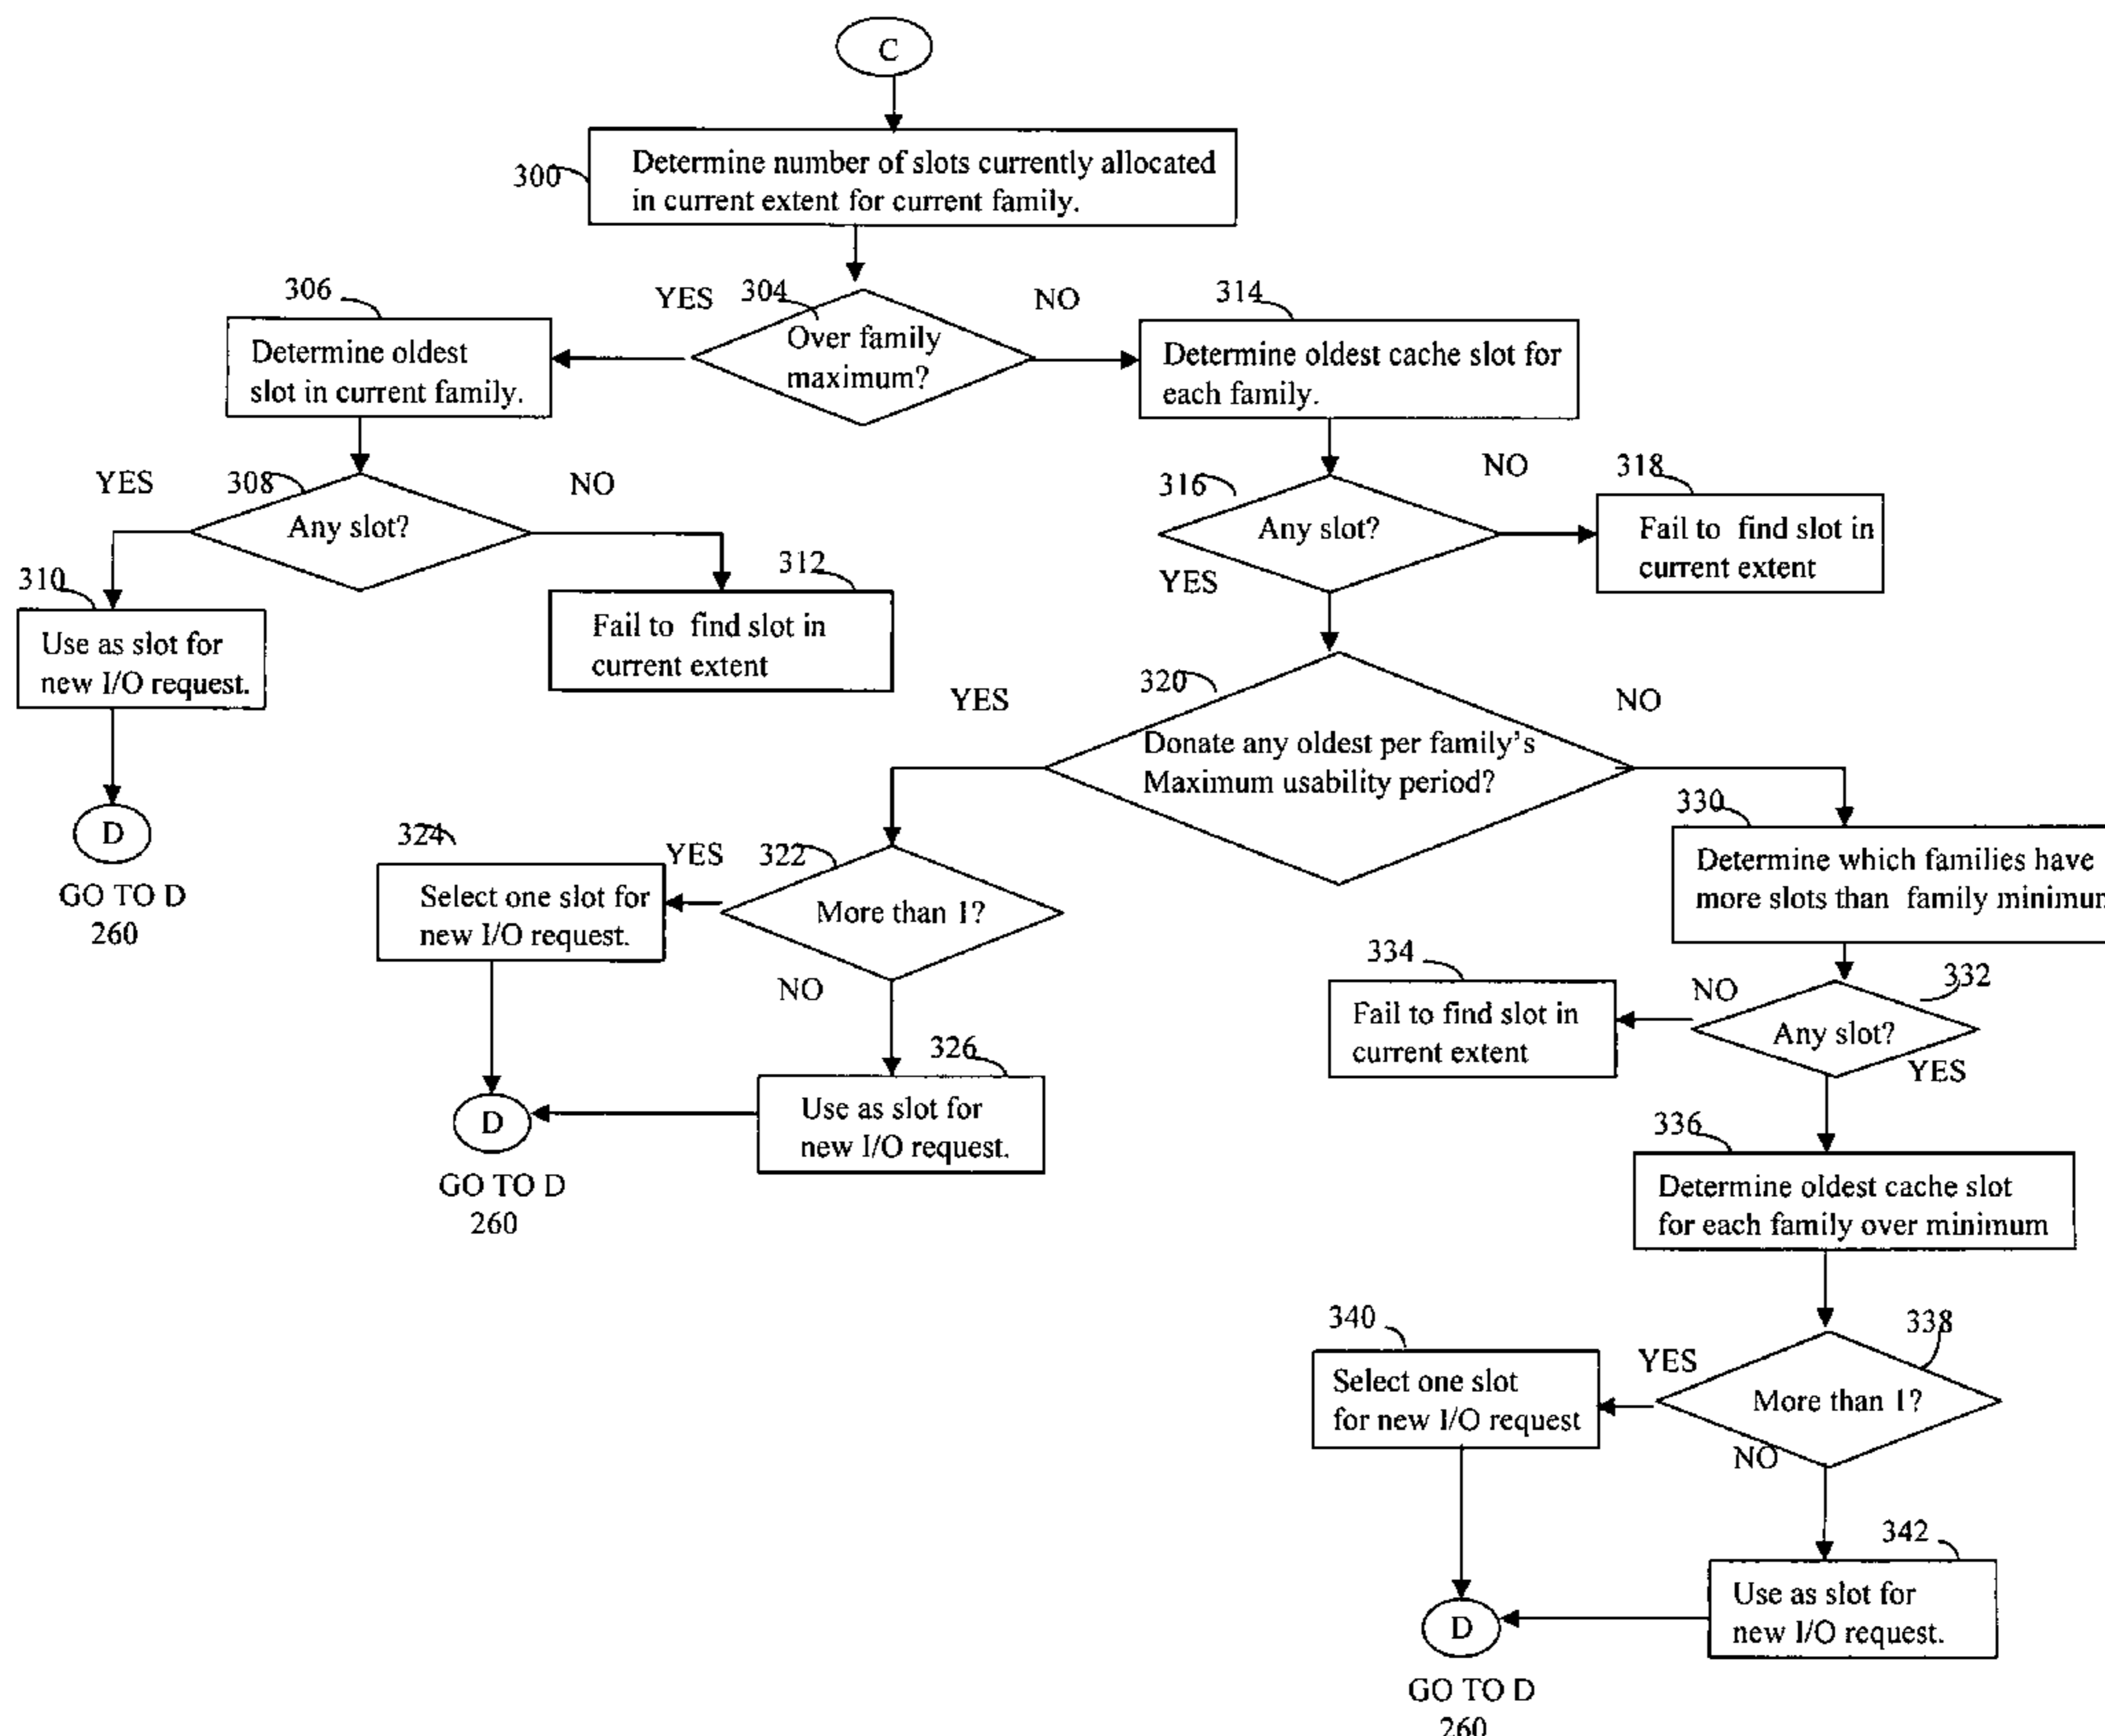 C
300
Determine number of slots currently allocated
in current extent for current family.
306
YES
304
NO
314
Over family
maximum?
Determine oldest
slot in current family.
Determine oldest cache slot for
each family.
YES
308
NO
316
NO
318
Any slot?
Any slot?
Fail to find slot in
current extent
YES
310
312
Use as slot for
new I/O request.
Fail to find slot in
current extent
YES
320
NO
Donate any oldest per family's
Maximum usability period?
D
GO TO D
260
324
YES
322
330
Select one slot for
new I/O request.
More than 1?
Determine which families have
more slots than family
NO
334
NO
332
Fail to find slot in
current extent
Any slot?
YES
326
Use as slot for
new I/O request.
D
GO TO D
260
336
Determine oldest cache slot
for each family over minimum
340
338
YES
Select one slot
for new I/O request
More than 1?
NO
342
Use as slot for
new I/O request.
D
GO TO D
260